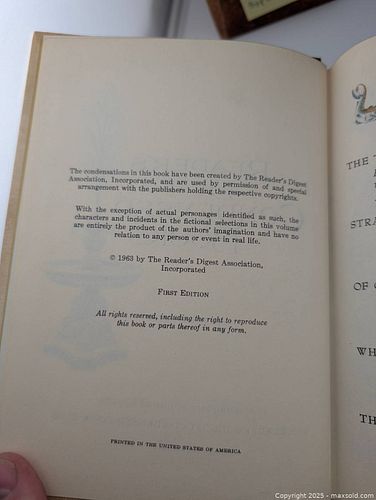 The condensations in this book have been created by The Reader's Digest
Association, Incorporated, and are used by permission of and special
arrangement with the publishers holding the respective copyrights.
With the exception of actual personages identified as such, the
characters and incidents in the fictional selections in this volume
are entirely the product of the authors' imagination and have no
relation to any person or event in real life.
© 1963 by The Reader's Digest Association,
Incorporated
FIRST EDITION
All rights reserved, including the right to reproduce
this book or parts thereof in any form.
PRINTED IN THE UNITED STATES OF AMERICA
THE
STRA
OF
WH
TH
Copyright 2025 - maxsold.com